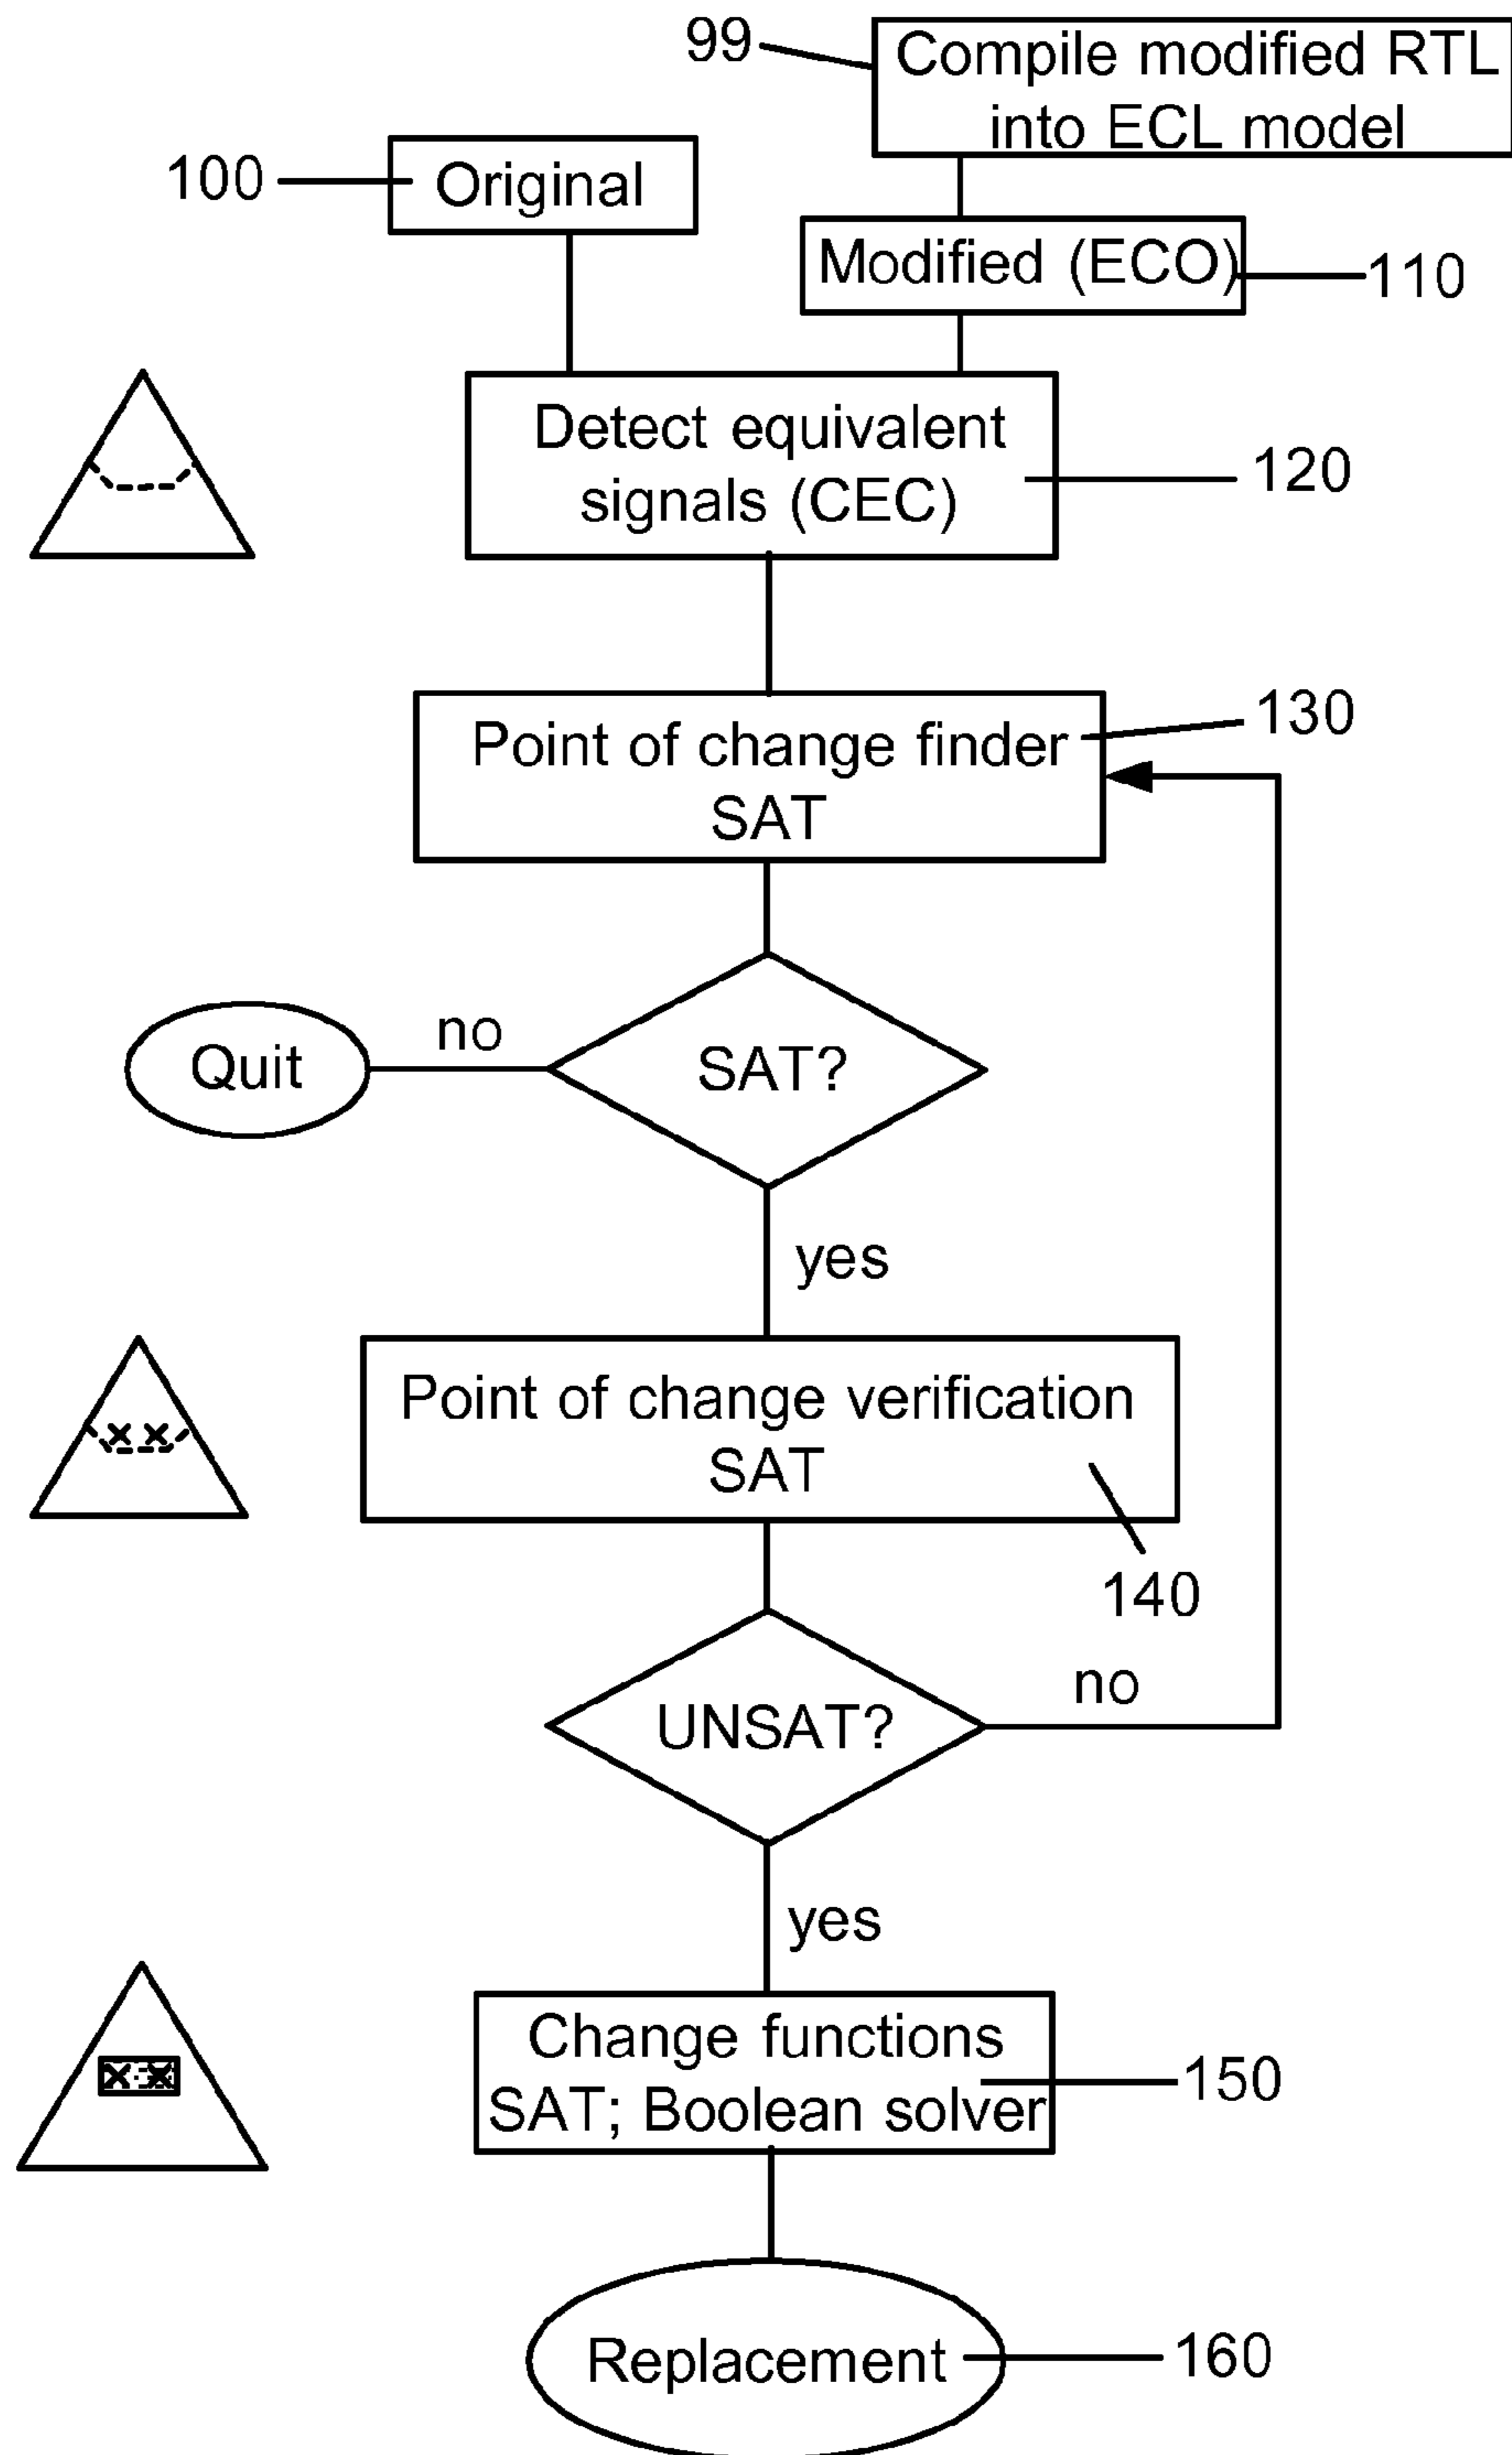 99
Compile modified RTL
into ECL model
100
Original
Modified (ECO)
110
Detect equivalent
signals (CEC)
120
Point of change finder
SAT
130
no
Quit
SAT?
yes
Point of change verification
SAT
140
no
UNSAT?
yes
Change functions
SAT; Boolean solver
150
Replacement
160